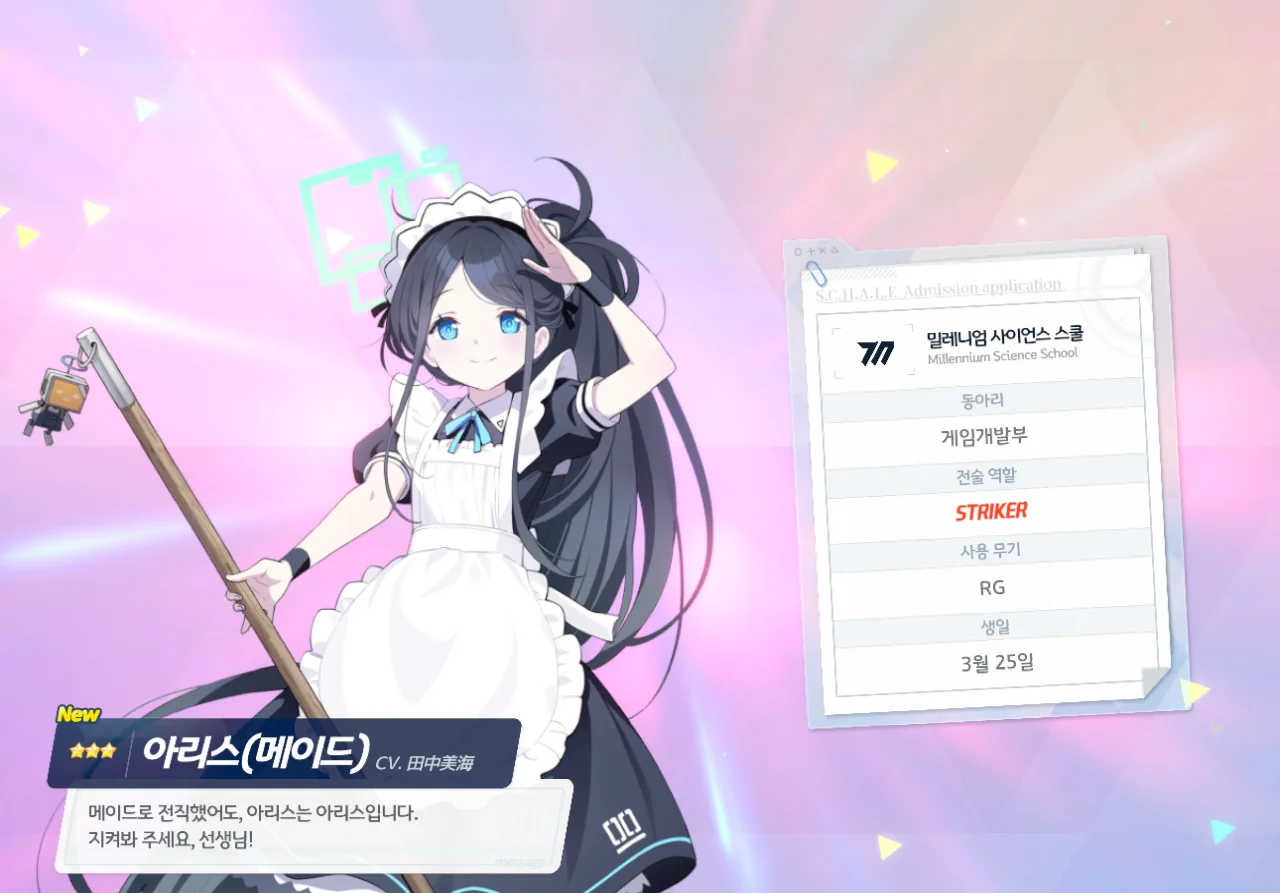 S.C.H.A.L.E. Admission application
밀레니엄 사이언스 스쿨
Millennium Science School
동아리
게임개발부
전술 역할
STRIKER
사용 무기
RG
생일
3월 25일
New
아리스(메이드) CV. 田中美海
메이드로 전직했어도, 아리스는 아리스입니다.
지켜봐 주세요, 선생님!
message